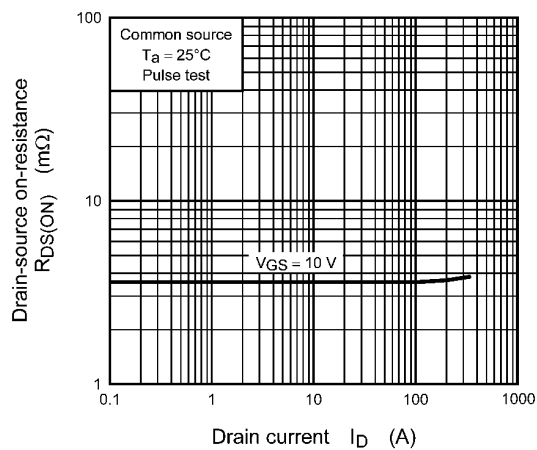 100
Common source
Ta = 25°C
Pulse test
10
VGS = 10 V
1
0.1
1
10
100
1000
Drain-source on-resistance
RDS(ON) (mΩ)
Drain current ID (A)